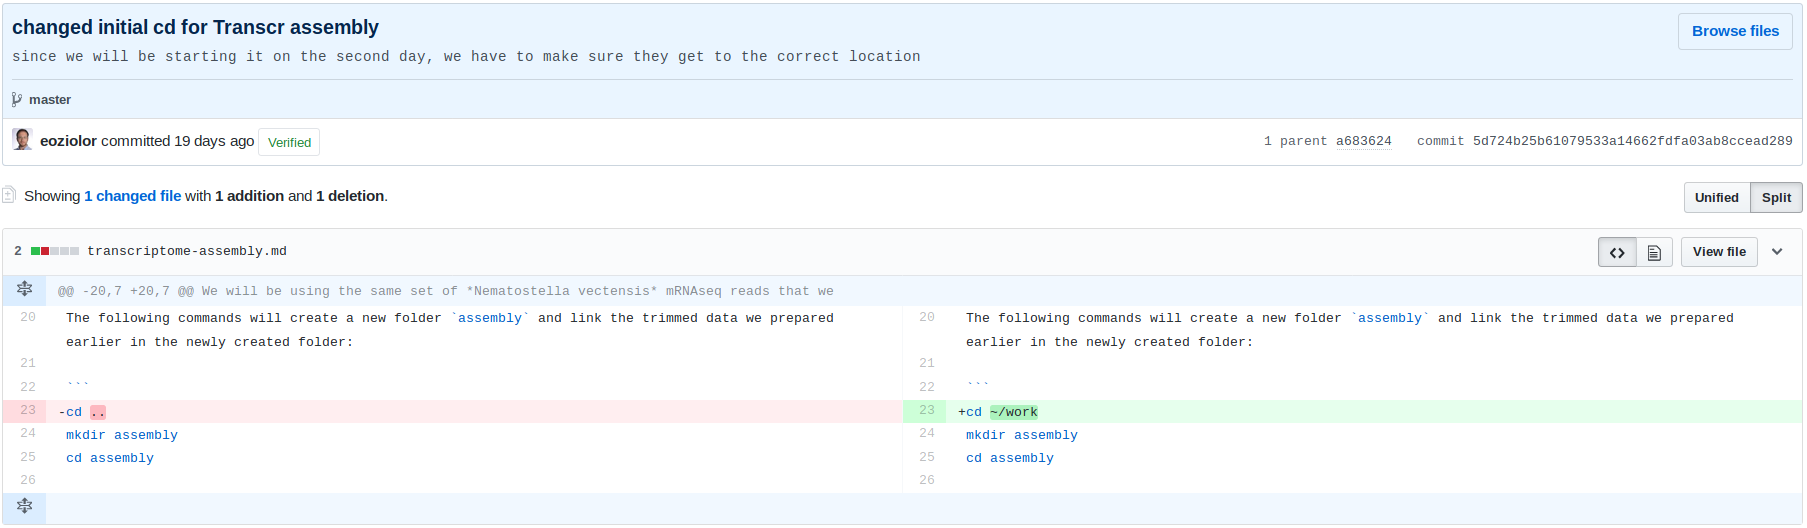 changed initial cd for Transcr assembly
Browse files
since we will be starting it on the second day, we have to make sure they get to the correct location
master
eoziolor committed 19 days ago Verified
1 parent a683624 commit 5d724b25b61079533a14662fdfa03ab8ccead289
Showing 1 changed file with 1 addition and 1 deletion.
Unified Split
2 transcriptome-assembly.md
<> View file
@@ -20,7 +20,7 @@ We will be using the same set of *Nematostella vectensis* mRNAseq reads that we
20 The following commands will create a new folder `assembly` and link the trimmed data we prepared
earlier in the newly created folder:
21
22 ```
23 -cd ..
24 mkdir assembly
25 cd assembly
26
20 The following commands will create a new folder `assembly` and link the trimmed data we prepared
earlier in the newly created folder:
21
22 ```
23 +cd ~/work
24 mkdir assembly
25 cd assembly
26